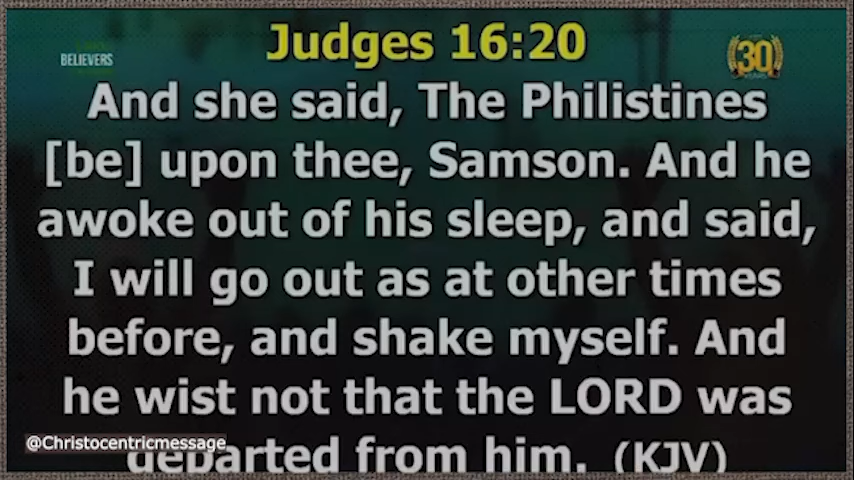 Judges 16:20
BELIEVERS
30
YEARS
And she said, The Philistines
[be] upon thee, Samson. And he
awoke out of his sleep, and said,
I will go out as at other times
before, and shake myself. And
he wist not that the LORD was
@Christocentricmessage
departed from him. (KJV)